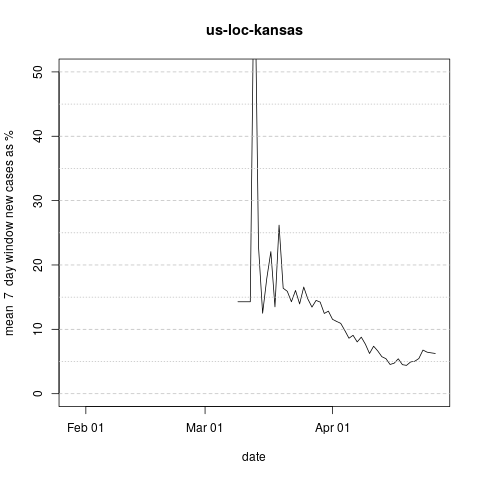 us-loc-kansas
mean 7 day window new cases as %
50
40
30
20
10
0
Feb 01
Mar 01
Apr 01
date